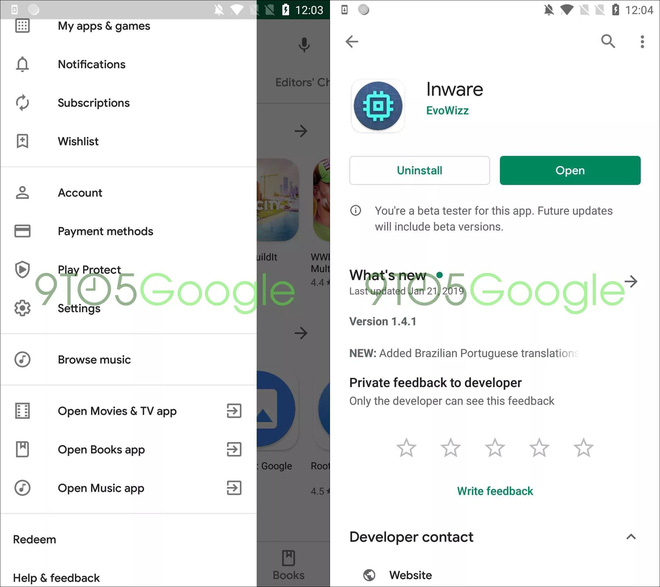 12:03
My apps & games
Notifications
Subscriptions
Wishlist
Account
Payment methods
Play Protect
Settings
Browse music
Open Movies & TV app
Open Books app
Open Music app
Redeem
Help & feedback
Editors' Ch
CITY
uildIt
WWE
Mult
4.4
: Google
Root
4.5
Books
9TO5Google
12:04
Inware
EvoWizz
Uninstall
Open
You're a beta tester for this app. Future updates
will include beta versions.
What's new
Last updated Jan 21, 2019
9TO5Google
Version 1.4.1
NEW: Added Brazilian Portuguese translations
Private feedback to developer
Only the developer can see this feedback
Write feedback
Developer contact
Website